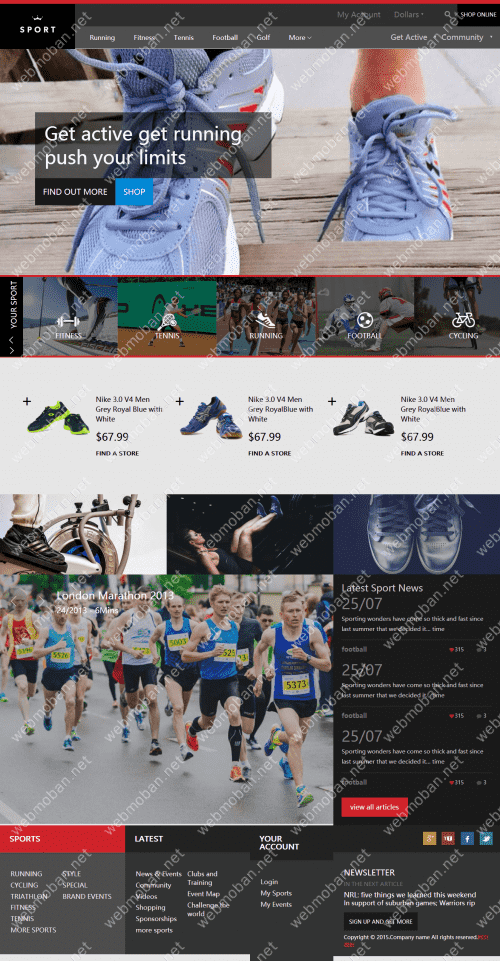 My Account Dollars SHOP ONLINE
SPORT
Running Fitness Tennis Football Golf More Get Active Community
Get active get running
push your limits
FIND OUT MORE SHOP
YOUR SPORT
FITNESS TENNIS RUNNING FOOTBALL CYCLING
Nike 3.0 V4 Men
Grey RoyalBlue with
White
$67.99
FIND A STORE
Nike 3.0 V4 Men
Grey RoyalBlue with
White
$67.99
FIND A STORE
Nike 3.0 V4 Men
Grey RoyalBlue with
White
$67.99
FIND A STORE
London Marathon 2013
24/2013 - 6Mins
5526
5576
5003
523
5373
Latest Sport News
25/07
Sporting wonders have come so thick and fast since
last summer that we decided it... time
football 315 3
25/07
Sporting wonders have come so thick and fast since
last summer that we decided it... time
football 315 3
25/07
Sporting wonders have come so thick and fast since
last summer that we decided it... time
football 315 3
view all articles
SPORTS
RUNNING
CYCLING
TRIATHLON
FITNESS
TENNIS
MORE SPORTS
STYLE
SPECIAL
BRAND EVENTS
LATEST
News & Events
Community
Videos
Shopping
Sponsorships
more sports
Clubs and
Training
Event Map
Challenge the
world
YOUR
ACCOUNT
Login
My Sports
My Events
NEWSLETTER
IN THE NEXT ARTICLE
NRL: five things we learned this weekend
In support of suburban games; Warriors rip
SIGN UP AND GET MORE
Copyright © 2015.Company name All rights reserved.
webmoban.net